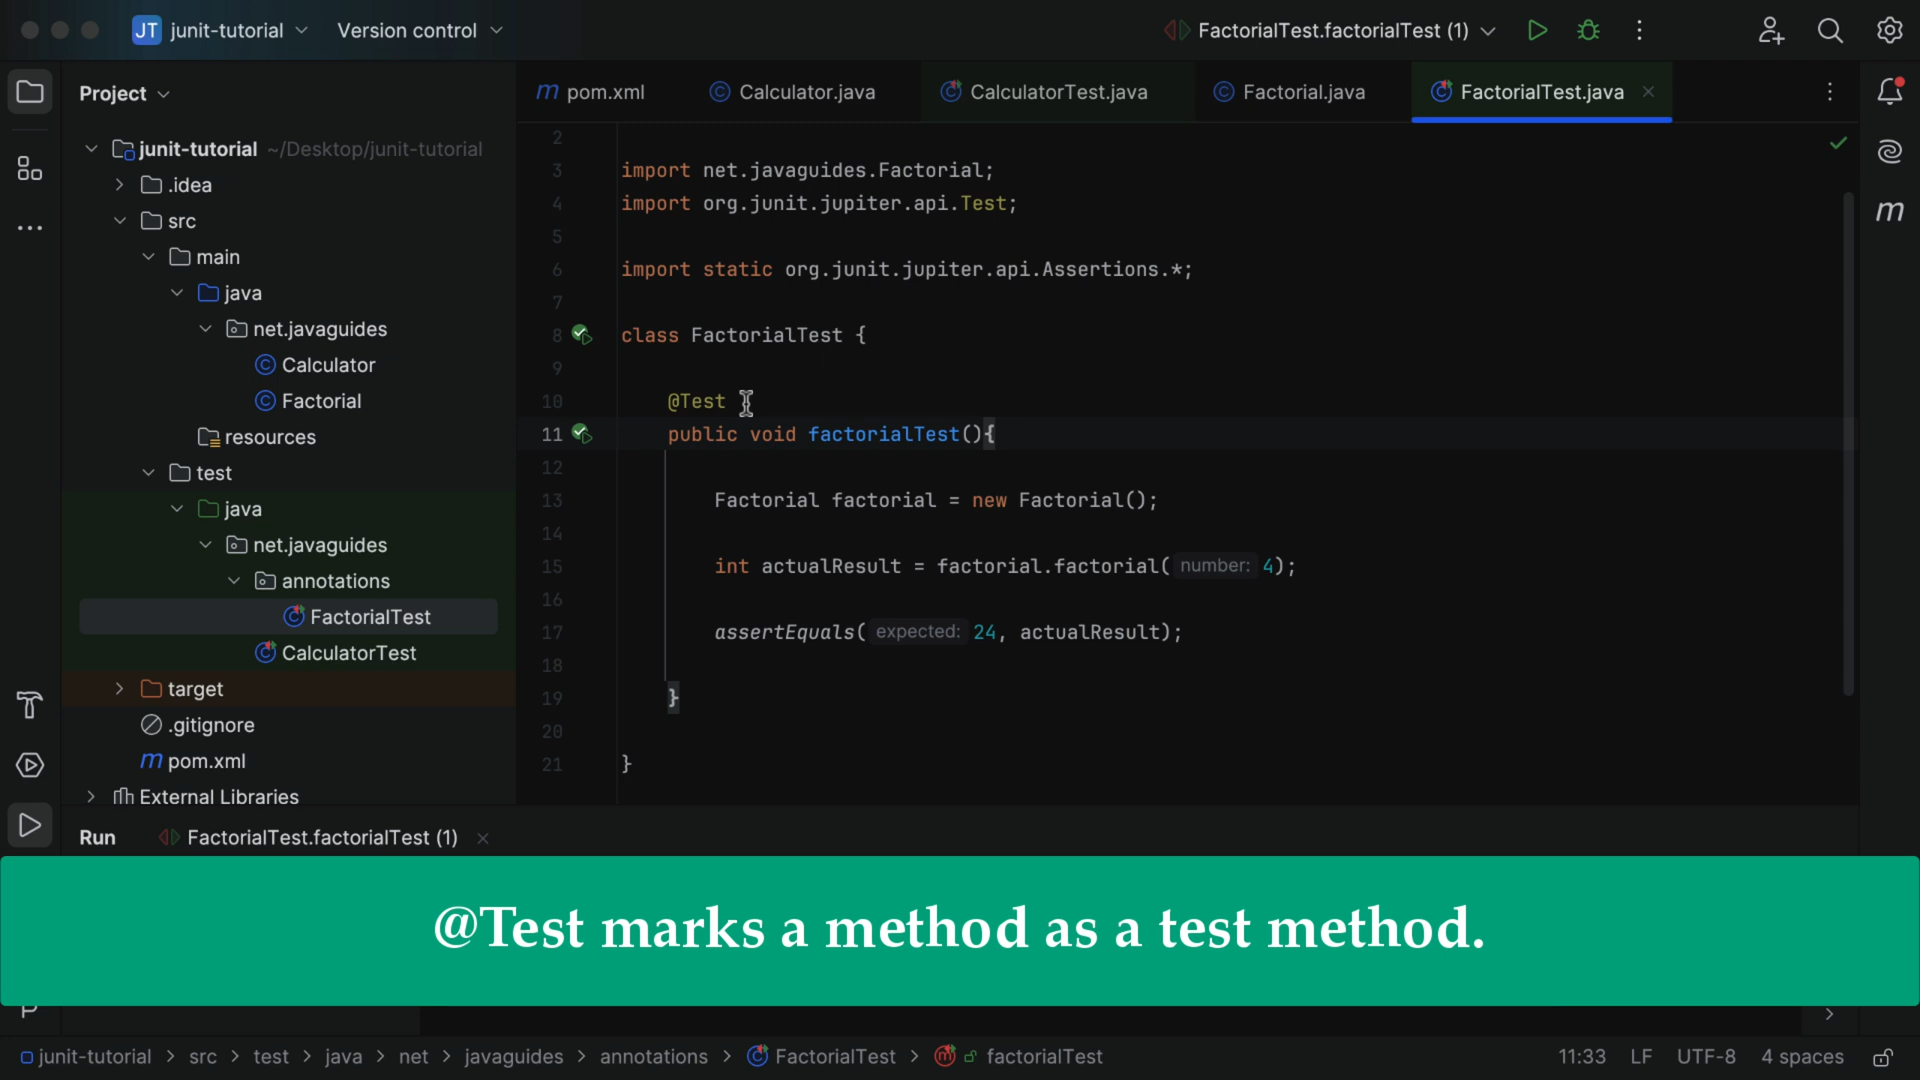 JT junit-tutorial Version control FactorialTest.factorialTest (1)
Project
pom.xml Calculator.java CalculatorTest.java Factorial.java FactorialTest.java
junit-tutorial ~/Desktop/junit-tutorial
.idea
src
main
java
net.javaguides
Calculator
Factorial
resources
test
java
net.javaguides
annotations
FactorialTest
CalculatorTest
target
.gitignore
pom.xml
External Libraries
2
3 import net.javaguides.Factorial;
4 import org.junit.jupiter.api.Test;
5
6 import static org.junit.jupiter.api.Assertions.*;
7
8 class FactorialTest {
9
10 @Test
11 public void factorialTest(){
12
13 Factorial factorial = new Factorial();
14
15 int actualResult = factorial.factorial( number: 4);
16
17 assertEquals( expected: 24, actualResult);
18
19 }
20
21 }
Run FactorialTest.factorialTest (1)
@Test marks a method as a test method.
junit-tutorial > src > test > java > net > javaguides > annotations > FactorialTest > factorialTest 11:33 LF UTF-8 4 spaces